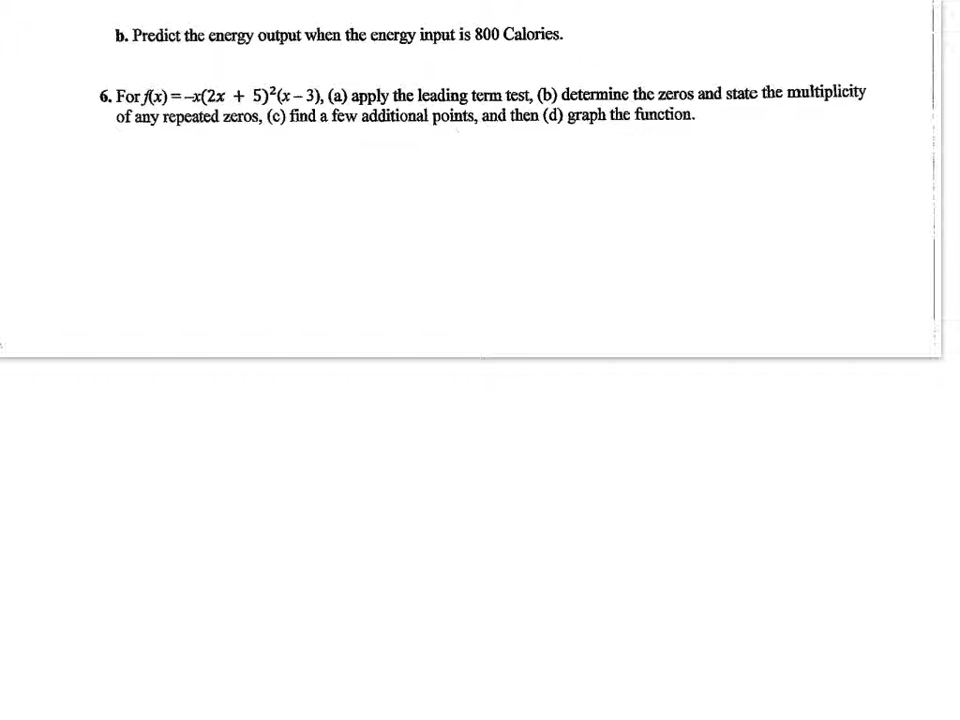 b. Predict the energy output when the energy input is 800 Calories.
6. For f(x) = –x(2x + 5)²(x – 3), (a) apply the leading term test, (b) determine the zeros and state the multiplicity
of any repeated zeros, (c) find a few additional points, and then (d) graph the function.